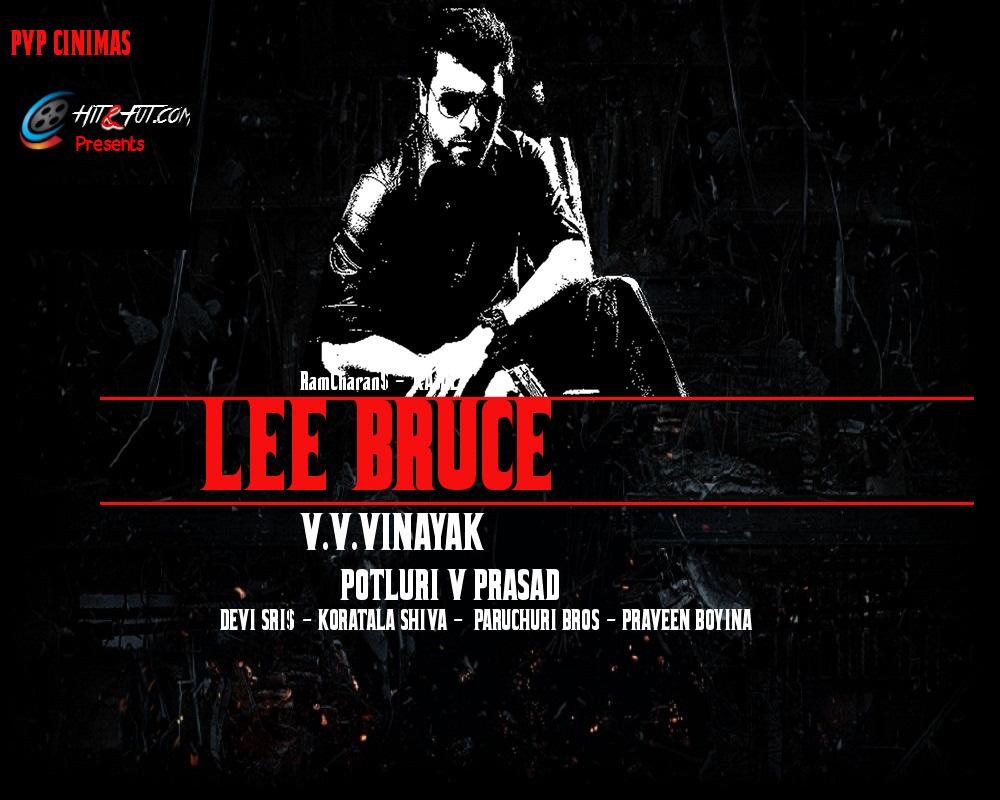 PVP CINIMAS
HIT&FUT.COM
Presents
RamCharan$ -
LEE BRUCE
V.V.VINAYAK
POTLURI V PRASAD
DEVI SRI$ - KORATALA SHIVA - PARUCHURI BROS - PRAVEEN BOYINA